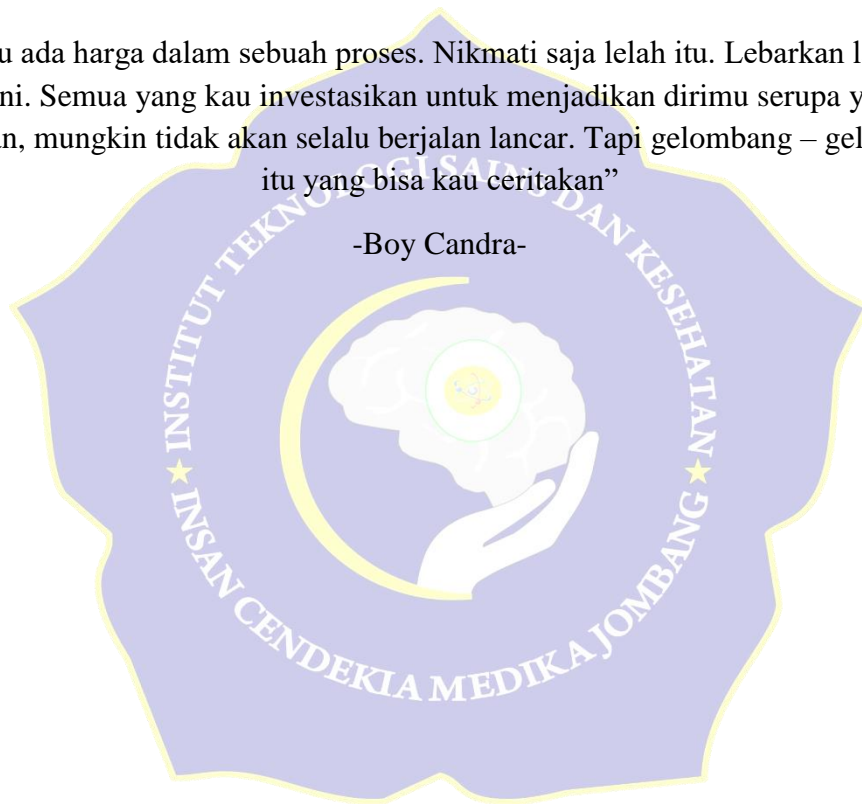 u ada harga dalam sebuah proses. Nikmati saja lelah itu. Lebarkan l
ni. Semua yang kau investasikan untuk menjadikan dirimu serupa y
n, mungkin tidak akan selalu berjalan lancar. Tapi gelombang – gel
itu yang bisa kau ceritakan”
-Boy Candra-
INSTITUT TEKNOLOGI SAINS DAN KESEHATAN
INSAN CENDEKIA MEDIKA JOMBANG